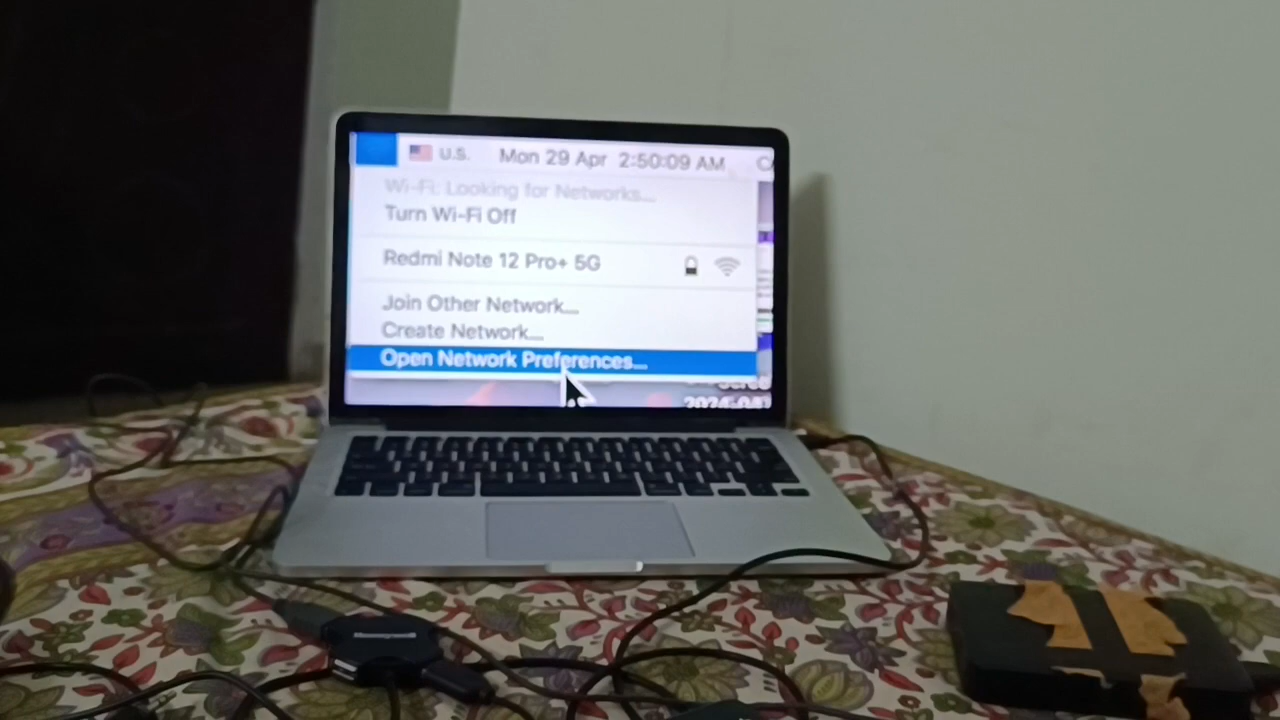 U.S. Mon 29 Apr 2:50:09 AM
Wi-Fi: Looking for Networks...
Turn Wi-Fi Off
Redmi Note 12 Pro+ 5G
Join Other Network...
Create Network...
Open Network Preferences...
Honeywell